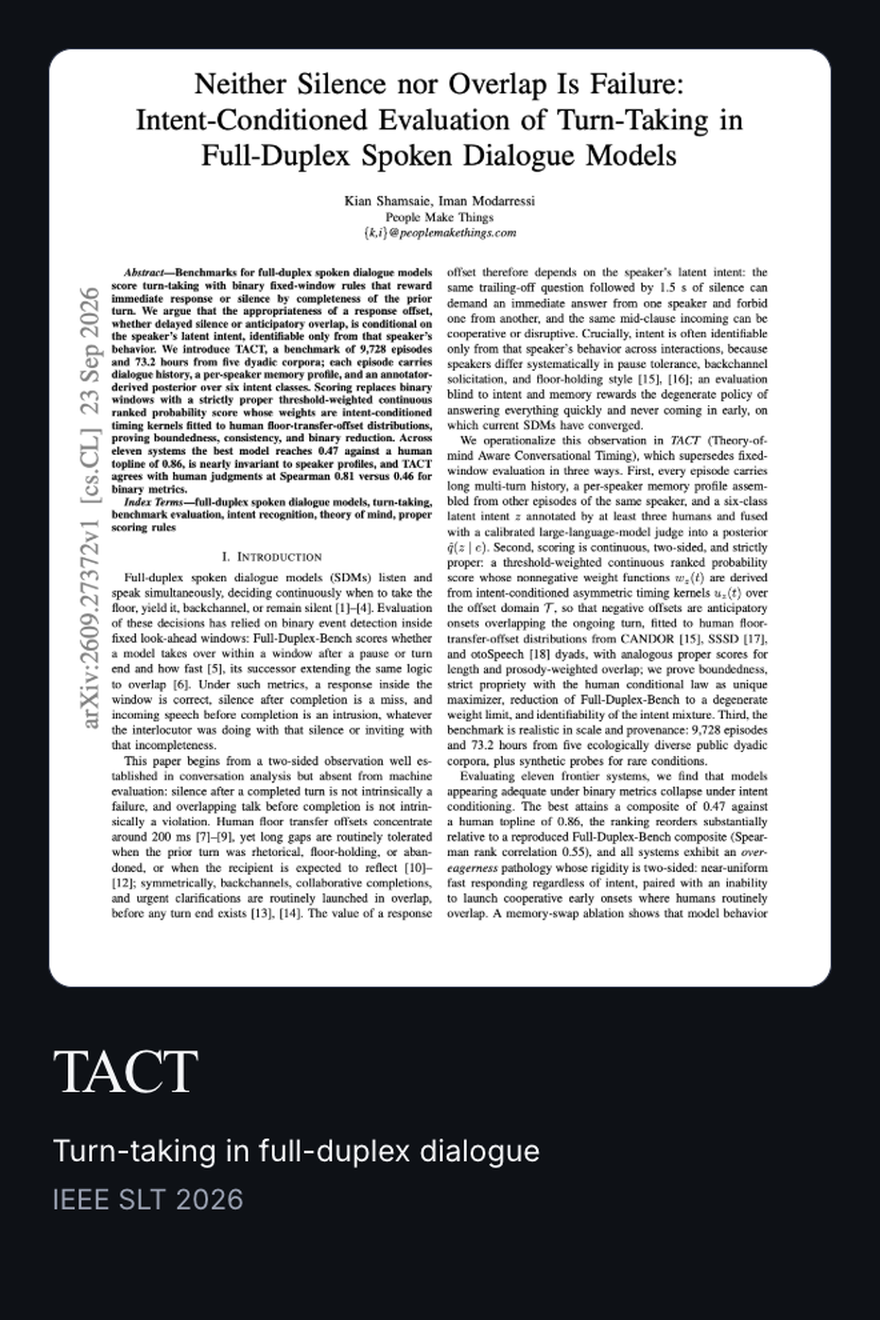 Neither Silence nor Overlap Is Failure:
Intent-Conditioned Evaluation of Turn-Taking in
Full-Duplex Spoken Dialogue Models
Kian Shamsaie, Iman Modarressi
People Make Things
{k,i}@peoplemakethings.com
arXiv:2609.27372v1 [cs.CL] 23 Sep 2026
Abstract—Benchmarks for full-duplex spoken dialogue models
score turn-taking with binary fixed-window rules that reward
immediate response or silence by completeness of the prior
turn. We argue that the appropriateness of a response offset,
whether delayed silence or anticipatory overlap, is conditional on
the speaker's latent intent, identifiable only from that speaker's
behavior. We introduce TACT, a benchmark of 9,728 episodes
and 73.2 hours from five dyadic corpora; each episode carries
dialogue history, a per-speaker memory profile, and an annotator-
derived posterior over six intent classes. Scoring replaces binary
windows with a strictly proper threshold-weighted continuous
ranked probability score whose weights are intent-conditioned
timing kernels fitted to human floor-transfer-offset distributions,
proving boundedness, consistency, and binary reduction. Across
eleven systems the best model reaches 0.47 against a human
topline of 0.86, is nearly invariant to speaker profiles, and TACT
agrees with human judgments at Spearman 0.81 versus 0.46 for
binary metrics.
Index Terms—full-duplex spoken dialogue models, turn-taking,
benchmark evaluation, intent recognition, theory of mind, proper
scoring rules
I. INTRODUCTION
Full-duplex spoken dialogue models (SDMs) listen and
speak simultaneously, deciding continuously when to take the
floor, yield it, backchannel, or remain silent [1]–[4]. Evaluation
of these decisions has relied on binary event detection inside
fixed look-ahead windows: Full-Duplex-Bench scores whether
a model takes over within a window after a pause or turn
end and how fast [5], its successor extending the same logic
to overlap [6]. Under such metrics, a response inside the
window is correct, silence after completion is a miss, and
incoming speech before completion is an intrusion, whatever
the interlocutor was doing with that silence or inviting with
that incompleteness.
This paper begins from a two-sided observation well es-
tablished in conversation analysis but absent from machine
evaluation: silence after a completed turn is not intrinsically a
failure, and overlapping talk before completion is not intrin-
sically a violation. Human floor transfer offsets concentrate
around 200 ms [7]–[9], yet long gaps are routinely tolerated
when the prior turn was rhetorical, floor-holding, or aban-
doned, or when the recipient is expected to reflect [10]–
[12]; symmetrically, backchannels, collaborative completions,
and urgent clarifications are routinely launched in overlap,
before any turn end exists [13], [14]. The value of a response
offset therefore depends on the speaker's latent intent: the
same trailing-off question followed by 1.5 s of silence can
demand an immediate answer from one speaker and forbid
one from another, and the same mid-clause incoming can be
cooperative or disruptive. Crucially, intent is often identifiable
only from that speaker's behavior across interactions, because
speakers differ systematically in pause tolerance, backchannel
solicitation, and floor-holding style [15], [16]; an evaluation
blind to intent and memory rewards the degenerate policy of
answering everything quickly and never coming in early, on
which current SDMs have converged.
We operationalize this observation in TACT (Theory-of-
mind Aware Conversational Timing), which supersedes fixed-
window evaluation in three ways. First, every episode carries
long multi-turn history, a per-speaker memory profile assem-
bled from other episodes of the same speaker, and a six-class
latent intent z annotated by at least three humans and fused
with a calibrated large-language-model judge into a posterior
q̂(z | c). Second, scoring is continuous, two-sided, and strictly
proper: a threshold-weighted continuous ranked probability
score whose nonnegative weight functions w_z(t) are derived
from intent-conditioned asymmetric timing kernels u_z(t) over
the offset domain 𝒯, so that negative offsets are anticipatory
onsets overlapping the ongoing turn, fitted to human floor-
transfer-offset distributions from CANDOR [15], SSSD [17],
and otoSpeech [18] dyads, with analogous proper scores for
length and prosody-weighted overlap; we prove boundedness,
strict propriety with the human conditional law as unique
maximizer, reduction of Full-Duplex-Bench to a degenerate
weight limit, and identifiability of the intent mixture. Third, the
benchmark is realistic in scale and provenance: 9,728 episodes
and 73.2 hours from five ecologically diverse public dyadic
corpora, plus synthetic probes for rare conditions.
Evaluating eleven frontier systems, we find that models
appearing adequate under binary metrics collapse under intent
conditioning. The best attains a composite of 0.47 against
a human topline of 0.86, the ranking reorders substantially
relative to a reproduced Full-Duplex-Bench composite (Spear-
man rank correlation 0.55), and all systems exhibit an over-
eagerness pathology whose rigidity is two-sided: near-uniform
fast responding regardless of intent, paired with an inability
to launch cooperative early onsets where humans routinely
overlap. A memory-swap ablation shows that model behavior
TACT
Turn-taking in full-duplex dialogue
IEEE SLT 2026